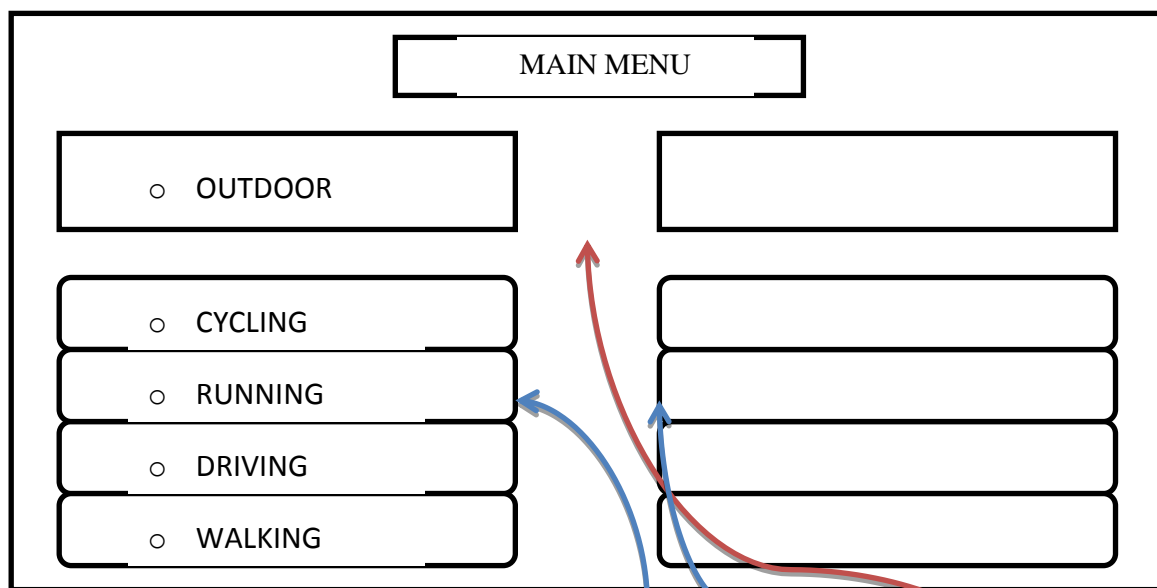 MAIN MENU
o OUTDOOR
o CYCLING
o RUNNING
o DRIVING
o WALKING